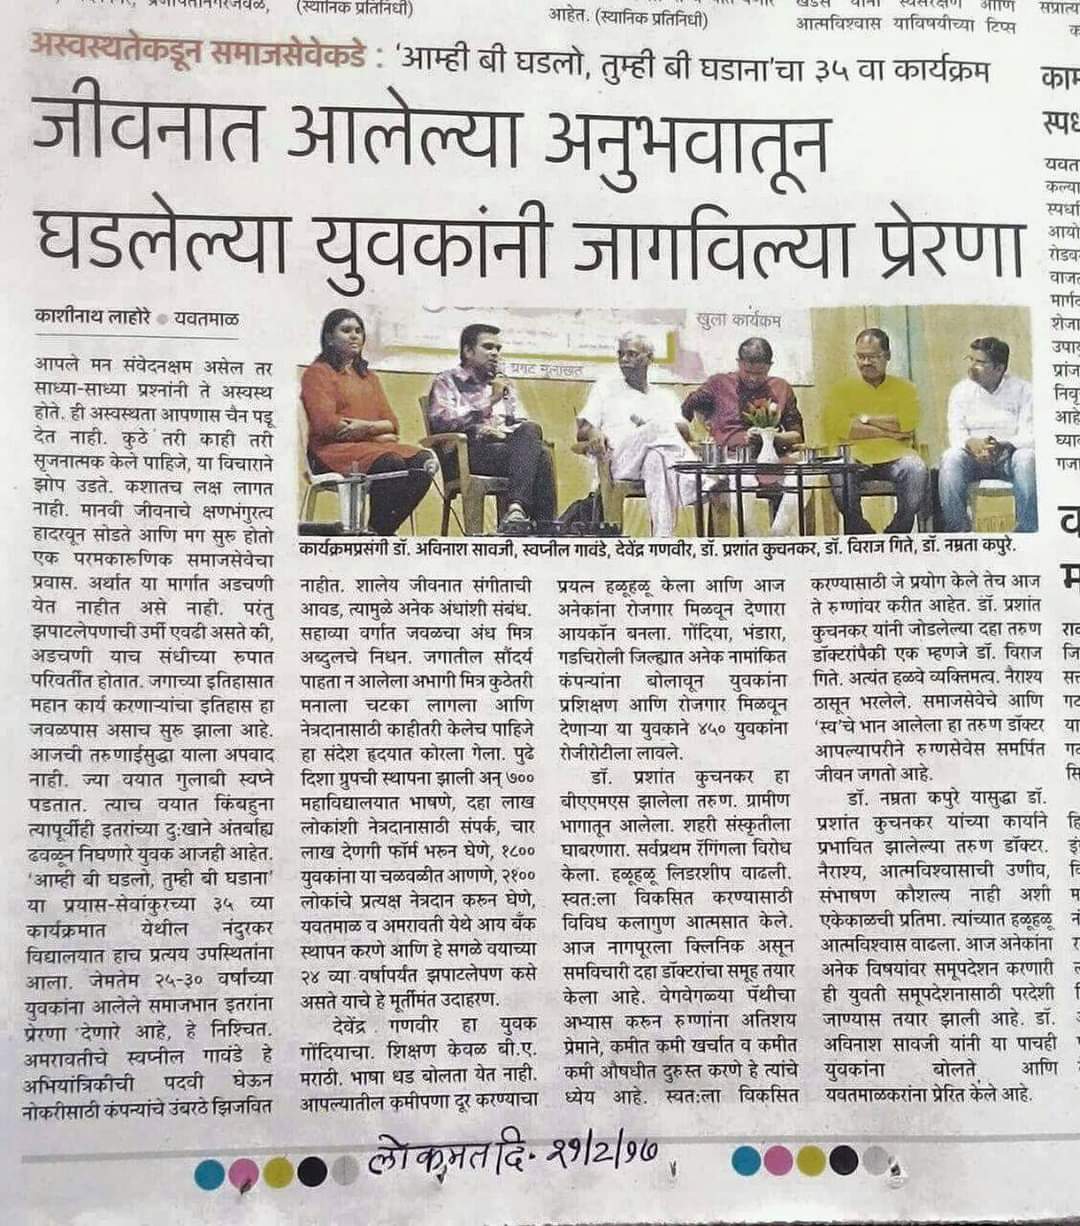 (स्थानिक प्रतिनिधी)
आहेत. (स्थानिक प्रतिनिधी)
आत्मविश्वास याविषयीच्या टिप्स
अस्वस्थतेकडून समाजसेवेकडे : 'आम्ही बी घडलो, तुम्ही बी घडाना'चा ३५ वा कार्यक्रम
जीवनात आलेल्या अनुभवातून
घडलेल्या युवकांनी जागविल्या प्रेरणा
काशीनाथ लाहोरे ● यवतमाळ
आपले मन संवेदनक्षम असेल तर
साध्या-साध्या प्रश्नांनी ते अस्वस्थ
होते. ही अस्वस्थता आपणास चैन पडू
देत नाही. कुठे तरी काही तरी
सृजनात्मक केले पाहिजे, या विचाराने
झोप उडते. कशातच लक्ष लागत
नाही. मानवी जीवनाचे क्षणभंगुरत्व
हादरवून सोडते आणि मग सुरू होतो
एक परमकारुणिक समाजसेवेचा
प्रवास. अर्थात या मार्गात अडचणी
येत नाहीत असे नाही. परंतु
झपाटलेपणाची उर्मी एवढी असते की,
अडचणी याच संधीच्या रुपात
परिवर्तीत होतात. जगाच्या इतिहासात
महान कार्य करणाऱ्यांचा इतिहास हा
जवळपास असाच सुरू झाला आहे.
आजची तरुणाईसुद्धा याला अपवाद
नाही. ज्या वयात गुलाबी स्वप्ने
पडतात. त्याच वयात किंबहुना
त्यापूर्वीही इतरांच्या दु:खाने अंतर्बाह्य
ढवळून निघणारे युवक आजही आहेत.
'आम्ही बी घडलो, तुम्ही बी घडाना'
या प्रयास-सेवांकुरच्या ३५ व्या
कार्यक्रमात येथील नंदुरकर
विद्यालयात हाच प्रत्यय उपस्थितांना
आला. जेमतेम २५-३० वर्षाच्या
युवकांना आलेले समाजभान इतरांना
प्रेरणा देणारे आहे, हे निश्चित.
अमरावतीचे स्वप्नील गावंडे हे
अभियांत्रिकीची पदवी घेऊन
नोकरीसाठी कंपन्यांचे उंबरठे झिजवित
खुला कार्यक्रम
प्रगट मुलाखत
कार्यक्रमप्रसंगी डॉ. अविनाश सावजी, स्वप्नील गावंडे, देवेंद्र गणवीर, डॉ. प्रशांत कुचनकर, डॉ. विराज गिते, डॉ. नम्रता कपुरे.
नाहीत. शालेय जीवनात संगीताची
आवड, त्यामुळे अनेक अंधांशी संबंध.
सहाव्या वर्गात जवळचा अंध मित्र
अब्दुलचे निधन. जगातील सौंदर्य
पाहता न आलेला अभागी मित्र कुठेतरी
मनाला चटका लागला आणि
नेत्रदानासाठी काहीतरी केलेच पाहिजे
हा संदेश हृदयात कोरला गेला. पुढे
दिशा ग्रुपची स्थापना झाली अन् ७००
महाविद्यालयात भाषणे, दहा लाख
लोकांशी नेत्रदानासाठी संपर्क, चार
लाख देणगी फॉर्म भरून घेणे, १८००
युवकांना या चळवळीत आणणे, २१००
लोकांचे प्रत्यक्ष नेत्रदान करून घेणे,
यवतमाळ व अमरावती येथे आय बँक
स्थापन करणे आणि हे सगळे वयाच्या
२४ व्या वर्षापर्यंत झपाटलेपण कसे
असते याचे हे मूर्तीमंत उदाहरण.
देवेंद्र गणवीर हा युवक
गोंदियाचा. शिक्षण केवळ बी.ए.
मराठी. भाषा धड बोलता येत नाही.
आपल्यातील कमीपणा दूर करण्याचा
प्रयत्न हळूहळू केला आणि आज
अनेकांना रोजगार मिळवून देणारा
आयकॉन बनला. गोंदिया, भंडारा,
गडचिरोली जिल्ह्यात अनेक नामांकित
कंपन्यांना बोलावून युवकांना
प्रशिक्षण आणि रोजगार मिळवून
देणाऱ्या या युवकाने ४५० युवकांना
रोजीरोटीला लावले.
डॉ. प्रशांत कुचनकर हा
बीएएमएस झालेला तरुण. ग्रामीण
भागातून आलेला. शहरी संस्कृतीला
घाबरणारा. सर्वप्रथम रॅगिंगला विरोध
केला. हळूहळू लिडरशीप वाढली.
स्वत:ला विकसित करण्यासाठी
विविध कलागुण आत्मसात केले.
आज नागपूरला क्लिनिक असून
समविचारी दहा डॉक्टरांचा समूह तयार
केला आहे. वेगवेगळ्या पॅथीचा
अभ्यास करुन रुग्णांना अतिशय
प्रेमाने, कमीत कमी खर्चात व कमीत
कमी औषधीत दुरुस्त करणे हे त्यांचे
ध्येय आहे. स्वत:ला विकसित
करण्यासाठी जे प्रयोग केले तेच आज
ते रुग्णांवर करीत आहेत. डॉ. प्रशांत
कुचनकर यांनी जोडलेल्या दहा तरुण
डॉक्टरांपैकी एक म्हणजे डॉ. विराज
गिते. अत्यंत हळवे व्यक्तिमत्व. नैराश्य
ठासून भरलेले. समाजसेवेचे आणि
'स्व'चे भान आलेला हा तरुण डॉक्टर
आपल्यापरीने रुग्णसेवेस समर्पित
जीवन जगतो आहे.
डॉ. नम्रता कपुरे यासुद्धा डॉ.
प्रशांत कुचनकर यांच्या कार्याने
प्रभावित झालेल्या तरुण डॉक्टर.
नैराश्य, आत्मविश्वासाची उणीव,
संभाषण कौशल्य नाही अशी
एकेकाळची प्रतिमा. त्यांच्यात हळूहळू
आत्मविश्वास वाढला. आज अनेकांना
अनेक विषयांवर समूपदेशन करणारी
ही युवती समूपदेशनासाठी परदेशी
जाण्यास तयार झाली आहे. डॉ.
अविनाश सावजी यांनी या पाचही
युवकांना बोलते आणि
यवतमाळकरांना प्रेरित केले आहे.
लोकमत दि. २१/२/१७